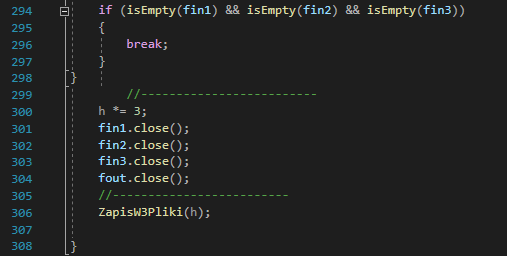 294 if (isEmpty(fin1) && isEmpty(fin2) && isEmpty(fin3))
295 {
296 break;
297 }
298 }
299 //-------------------------
300 h *= 3;
301 fin1.close();
302 fin2.close();
303 fin3.close();
304 fout.close();
305 //-------------------------
306 ZapisW3Pliki(h);
307
308 }